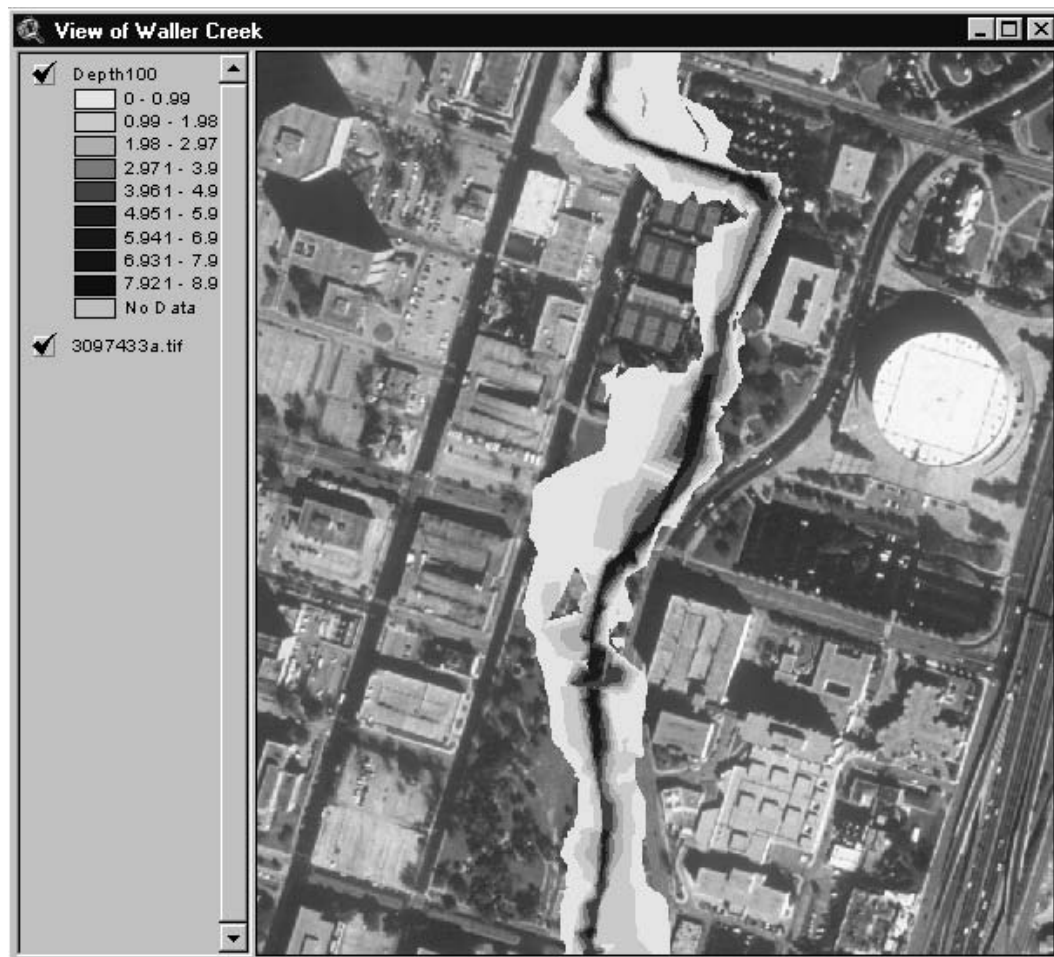 View of Waller Creek
Depth100
0 - 0.99
0.99 - 1.98
1.98 - 2.97
2.971 - 3.9
3.961 - 4.9
4.951 - 5.9
5.941 - 6.9
6.931 - 7.9
7.921 - 8.9
No Data
3097433a.tif